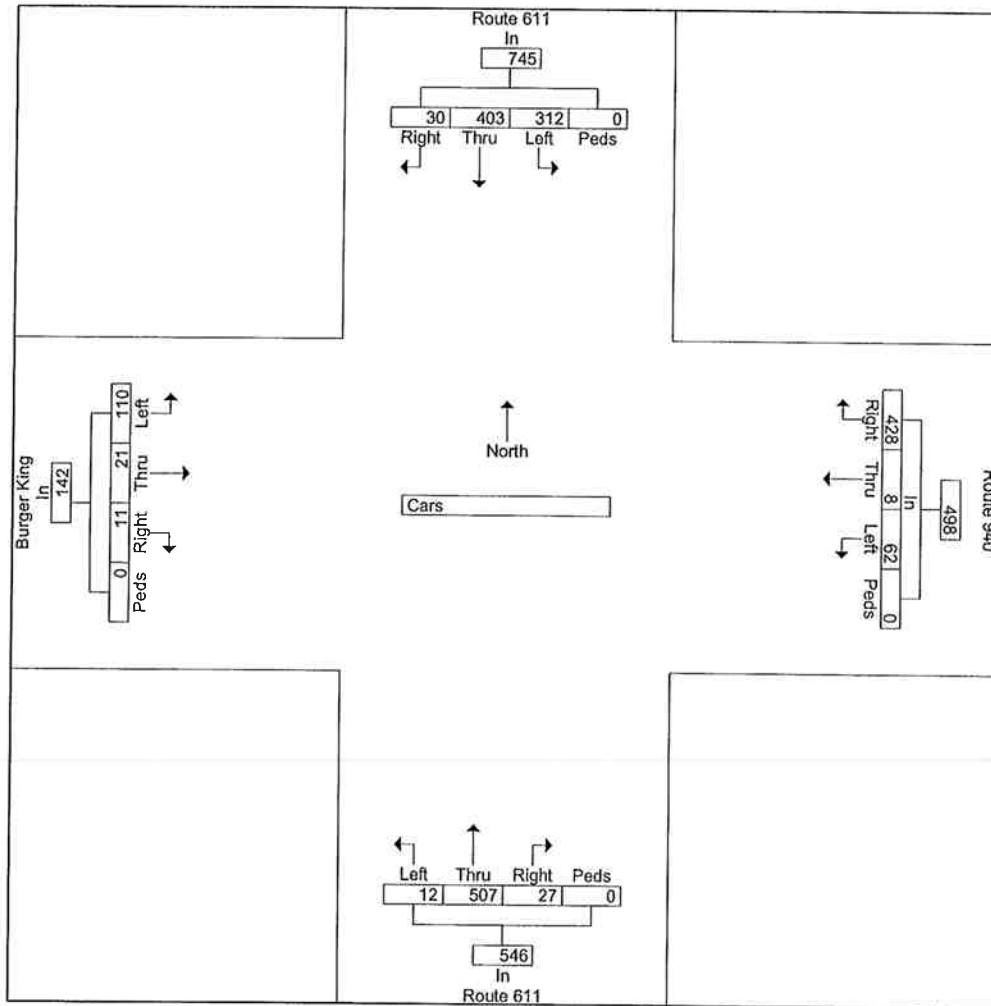 Route 611
In
745
30 403 312 0
Right Thru Left Peds
Burger King
In
142
110 21 11 0
Left Thru Right Peds
North
Cars
Right Thru Left Peds
428 8 62 0
In
498
Route 940
Left Thru Right Peds
12 507 27 0
546
In
Route 611